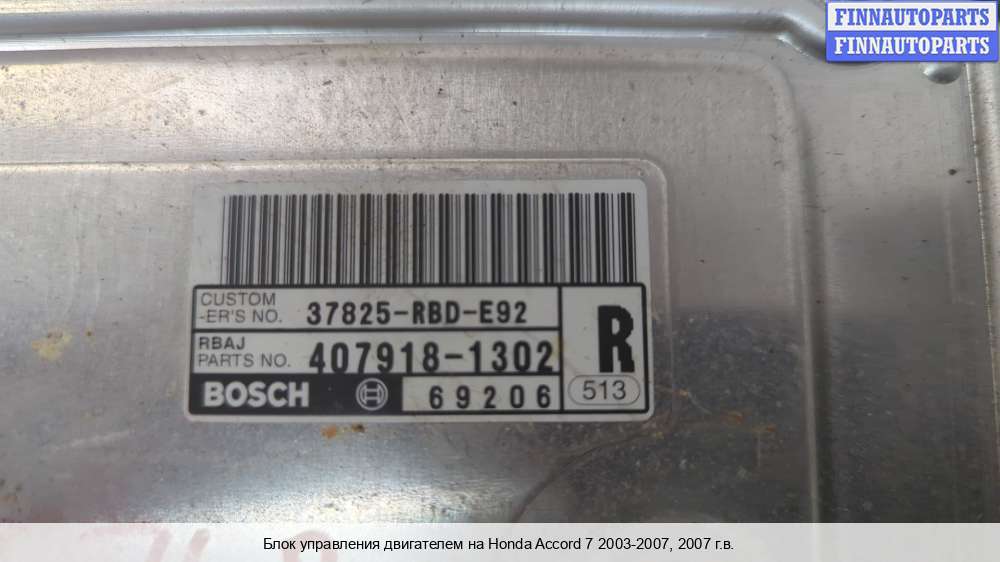 FINNAUTOPARTS
FINNAUTOPARTS
CUSTOM
-ER'S NO. 37825-RBD-E92
RBAJ
PARTS NO. 407918-1302
R
BOSCH 69206 513
Блок управления двигателем на Honda Accord 7 2003-2007, 2007 г.в.